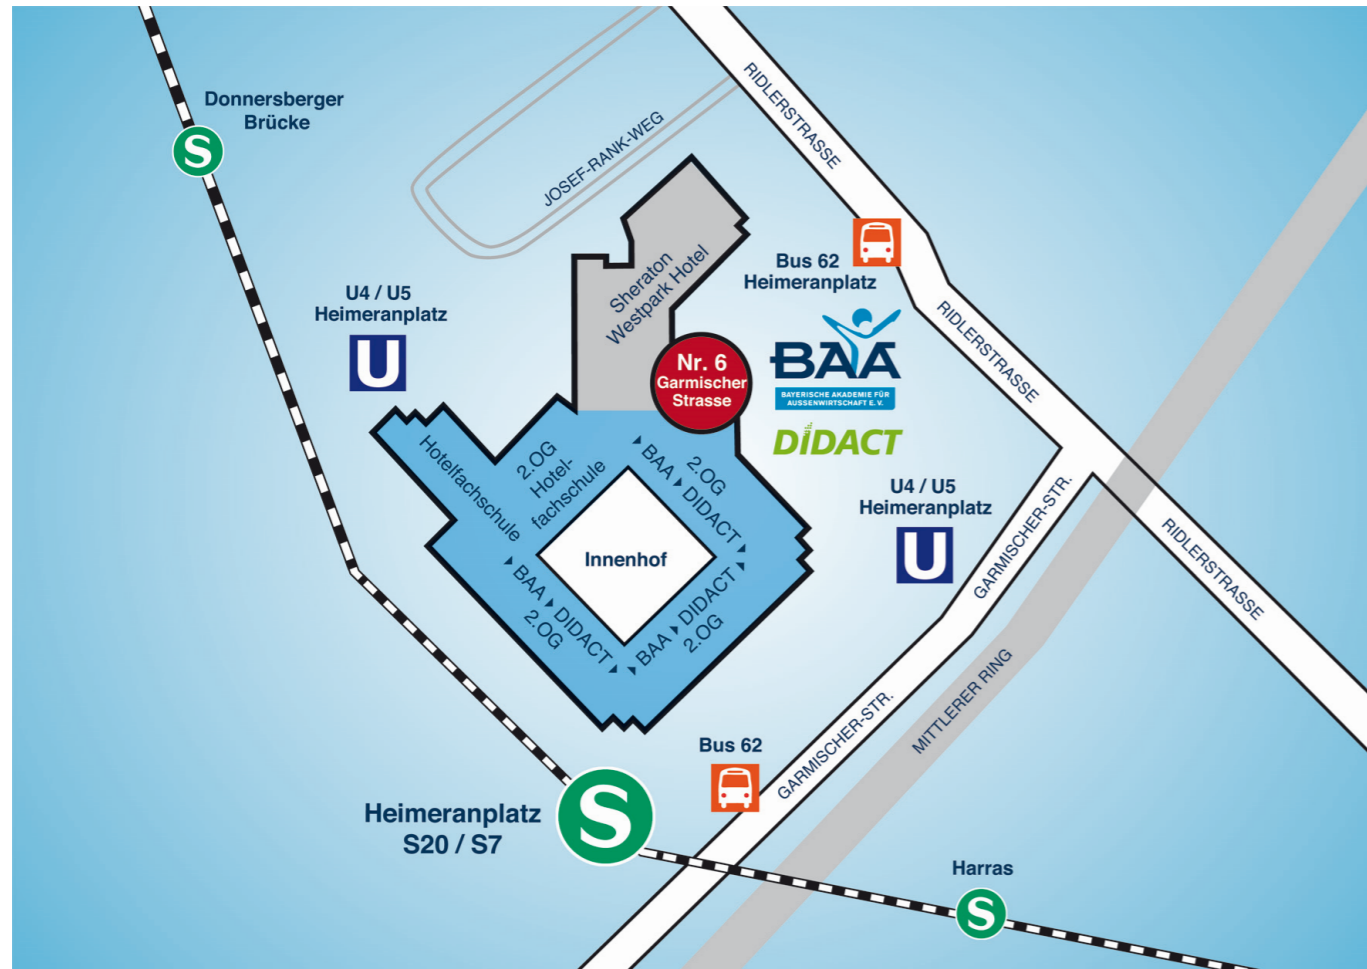 Donnersberger
Brücke
S
JOSEF-RANK-WEG
RIDLERSTRASSE
Bus 62
Heimeranplatz
Sheraton
Westpark Hotel
U4 / U5
Heimeranplatz
U
RIDLERSTRASSE
Nr. 6
Garmischer
Strasse
BAA
BAYERISCHE AKADEMIE FÜR
AUSSENWIRTSCHAFT E. V.
DIDACT
Hotelfachschule
2.OG
Hotel-
fachschule
2.OG
BAA ▸ DIDACT
U4 / U5
Heimeranplatz
U
GARMISCHER-STR.
RIDLERSTRASSE
Innenhof
BAA ▸ DIDACT
2.OG
BAA ▸ DIDACT
2.OG
MITTLERER RING
GARMISCHER-STR.
Bus 62
Heimeranplatz
S20 / S7
S
Harras
S